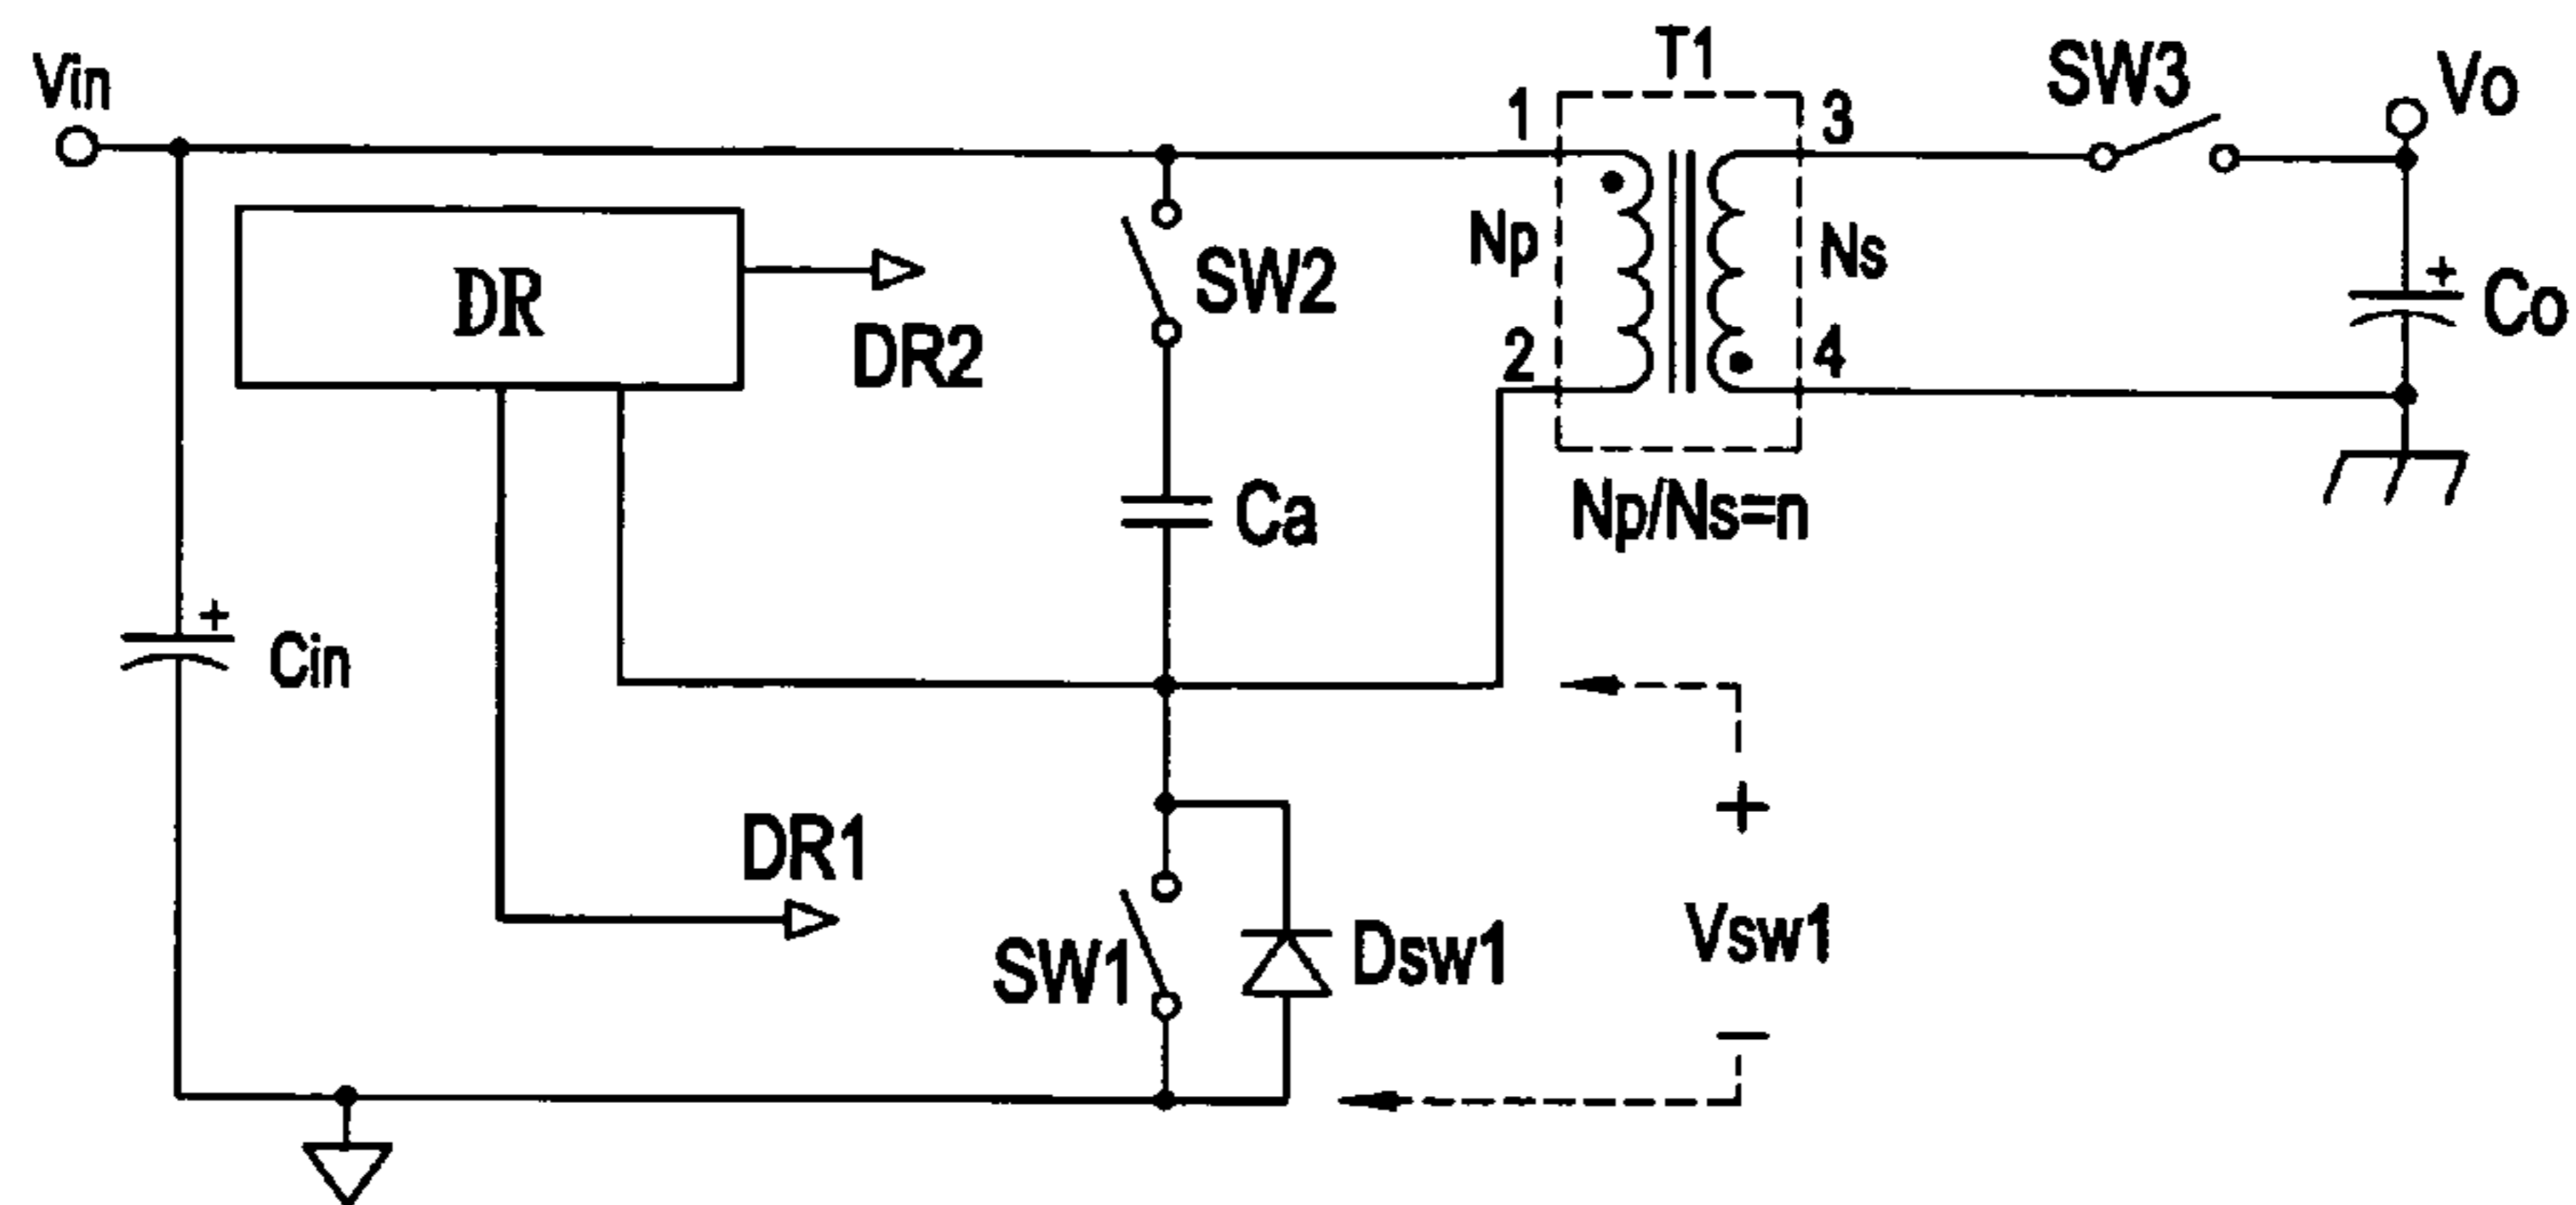 T1
Vin
1
3
SW3
Vo
Np
Ns
SW2
DR
DR2
+
Co
2
4
Ca
Np/Ns=n
+
Cin
+
DR1
SW1
Dsw1
Vsw1
−